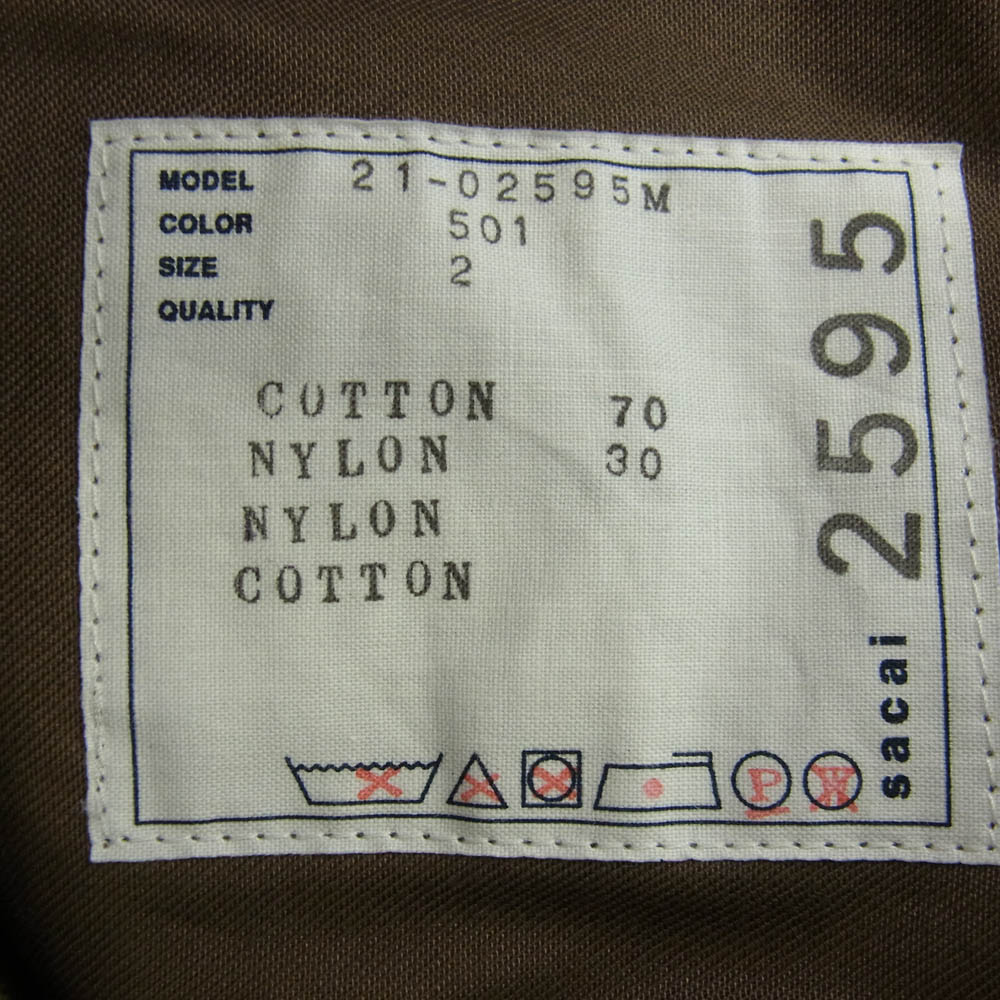 MODEL 21-02595M
COLOR 501
SIZE 2
QUALITY
COTTON 70
NYLON 30
NYLON
COTTON
P
W
sacai 2595